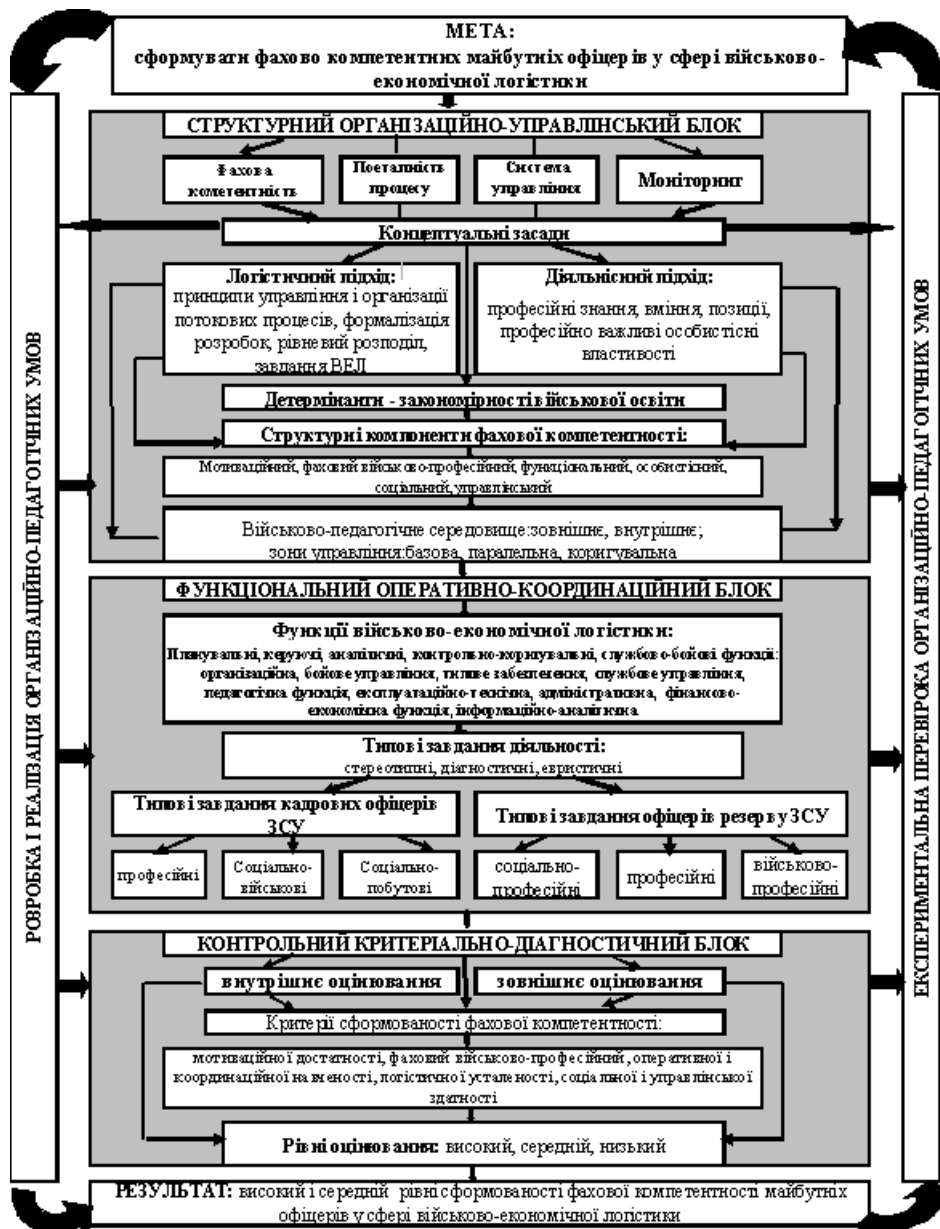 МЕТА:
сформувати фахово компетентних майбутніх офіцерів у сфері військово-
економічної логістики
СТРУКТУРНИЙ ОРГАНІЗАЦІЙНО-УПРАВЛІНСЬКИЙ БЛОК
Фахова
кометентність
Поетапність
процесу
Система
управління
Моніторинг
Концептуальні засади
Логістичний підхід:
принципи управління і організації
потокових процесів, формалізація
розробок, рівневий розподіл,
завдання ВЕЛ
Діяльнісний підхід:
професійні знання, вміння, позиції,
професійно важливі особистісні
властивості
Детермінанти - закономірності військової освіти
Структурні компоненти фахової компетентності:
Мотиваційний, фаховий військово-професійний, функціональний, особистісний,
соціальний, управлінський
Військово-педагогічне середовище:зовнішнє, внутрішнє;
зони управління:базова, паралельна, коригувальна
ФУНКЦІОНАЛЬНИЙ ОПЕРАТИВНО-КООРДИНАЦІЙНИЙ БЛОК
Функції військово-економічної логістики:
Планувальні, керуючі, аналітичні, контрольно-коригувальні, службово-бойові функції:
організаційна, бойове управління, тилове забезпечення, службове управління,
педагогічна функція, експлуатаційно-технічна, адміністративна, фінансово-
економічна функція, інформаційно-аналітична
Типові завдання діяльності:
стереотипні, діагностичні, евристичні
Типові завдання кадрових офіцерів
ЗСУ
Типові завдання офіцерів резерву ЗСУ
професійні
Соціально-
військові
Соціально-
побутові
соціально-
професійні
професійні
військово-
професійні
КОНТРОЛЬНИЙ КРИТЕРІАЛЬНО-ДІАГНОСТИЧНИЙ БЛОК
внутрішнє оцінювання
зовнішнє оцінювання
Критерії сформованості фахової компетентності:
мотиваційної достатності, фаховий військово-професійний, оперативної і
координаційної навченості, логістичної усталеності, соціальної і управлінської
здатності
Рівні оцінювання: високий, середній, низький
РЕЗУЛЬТАТ: високий і середній рівні сформованості фахової компетентності майбутніх
офіцерів у сфері військово-економічної логістики
РОЗРОБКА І РЕАЛІЗАЦІЯ ОРГАНІЗАЦІЙНО-ПЕДАГОГІЧНИХ УМОВ
ЕКСПЕРИМЕНТАЛЬНА ПЕРЕВІРКА ОРГАНІЗАЦІЙНО-ПЕДАГОГІЧНИХ УМОВ